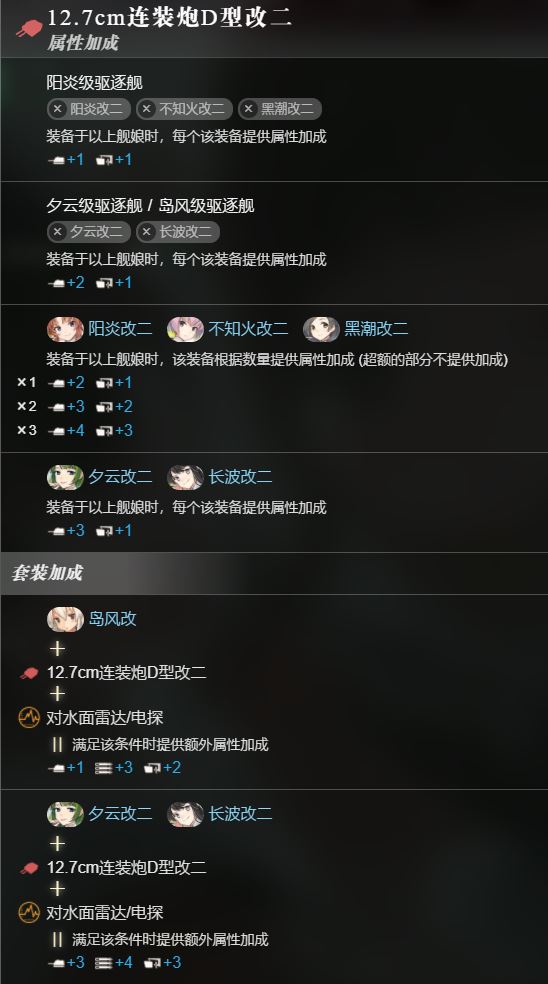 12.7cm连装炮D型改二
属性加成
阳炎级驱逐舰
× 阳炎改二 × 不知火改二 × 黑潮改二
装备于以上舰娘时，每个该装备提供属性加成
+1 +1
夕云级驱逐舰 / 岛风级驱逐舰
× 夕云改二 × 长波改二
装备于以上舰娘时，每个该装备提供属性加成
+2 +1
阳炎改二 不知火改二 黑潮改二
装备于以上舰娘时，该装备根据数量提供属性加成 (超额的部分不提供加成)
×1 +2 +1
×2 +3 +2
×3 +4 +3
夕云改二 长波改二
装备于以上舰娘时，每个该装备提供属性加成
+3 +1
套装加成
岛风改
+
12.7cm连装炮D型改二
+
对水面雷达/电探
满足该条件时提供额外属性加成
+1 +3 +2
夕云改二 长波改二
+
12.7cm连装炮D型改二
+
对水面雷达/电探
满足该条件时提供额外属性加成
+3 +4 +3